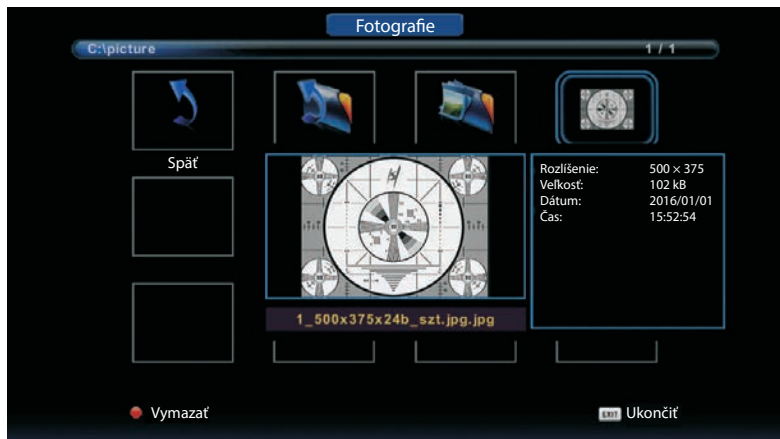 Fotografie
C:\picture 1 / 1
Späť
Rozlíšenie: 500 × 375
Veľkosť: 102 kB
Dátum: 2016/01/01
Čas: 15:52:54
1_500x375x24b_szt.jpg.jpg
Vymazať
EXIT Ukončiť